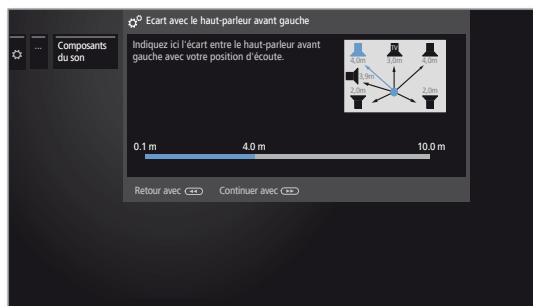 Ecart avec le haut-parleur avant gauche
...
Composants
du son
Indiquez ici l'écart entre le haut-parleur avant
gauche avec votre position d'écoute.
TV
4,0m 3,0m 4,0m
3,9m
2,0m 2,0m
0.1 m 4.0 m 10.0 m
Retour avec Continuer avec